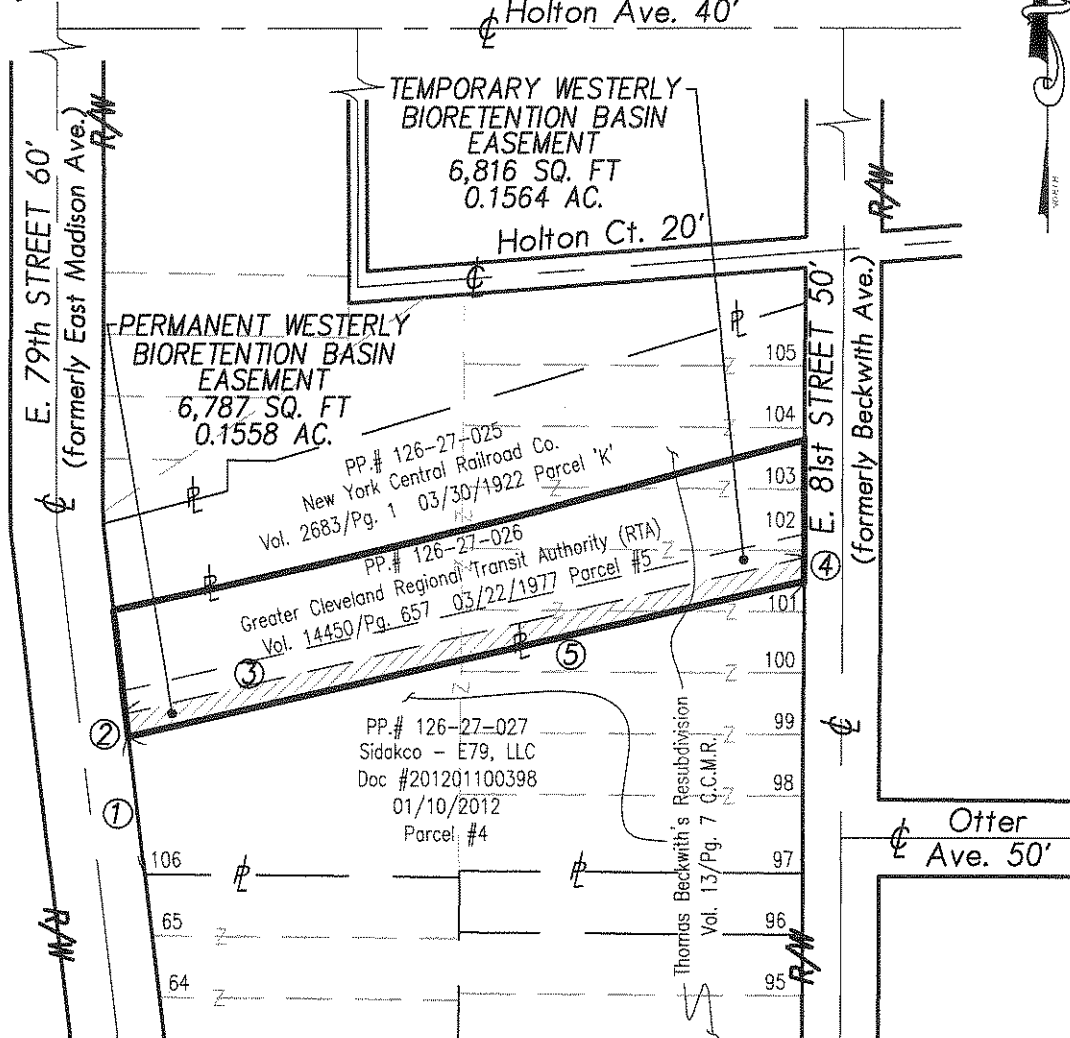 Holton Ave. 40'
NORTH
TEMPORARY WESTERLY
BIORETENTION BASIN
EASEMENT
6,816 SQ. FT
0.1564 AC.
E. 79th STREET 60'
(formerly East Madison Ave.)
R/W
R/W
Holton Ct. 20'
PERMANENT WESTERLY
BIORETENTION BASIN
EASEMENT
6,787 SQ. FT
0.1558 AC.
E. 81st STREET 50'
(formerly Beckwith Ave.)
105
104
103
102
101
100
99
98
97
96
95
PP.# 126-27-025
New York Central Railroad Co.
Vol. 2683/Pg. 1 03/30/1922 Parcel 'K'
PP.# 126-27-026
Greater Cleveland Regional Transit Authority (RTA)
Vol. 14450/Pg. 657 03/22/1977 Parcel #5
4
3
5
2
1
PP.# 126-27-027
Sidakco - E79, LLC
Doc #201201100398
01/10/2012
Parcel #4
Thomas Beckwith's Resubdivision
Vol. 13/Pg. 7 C.C.M.R.
Otter
Ave. 50'
106
65
64
R/W
R/W